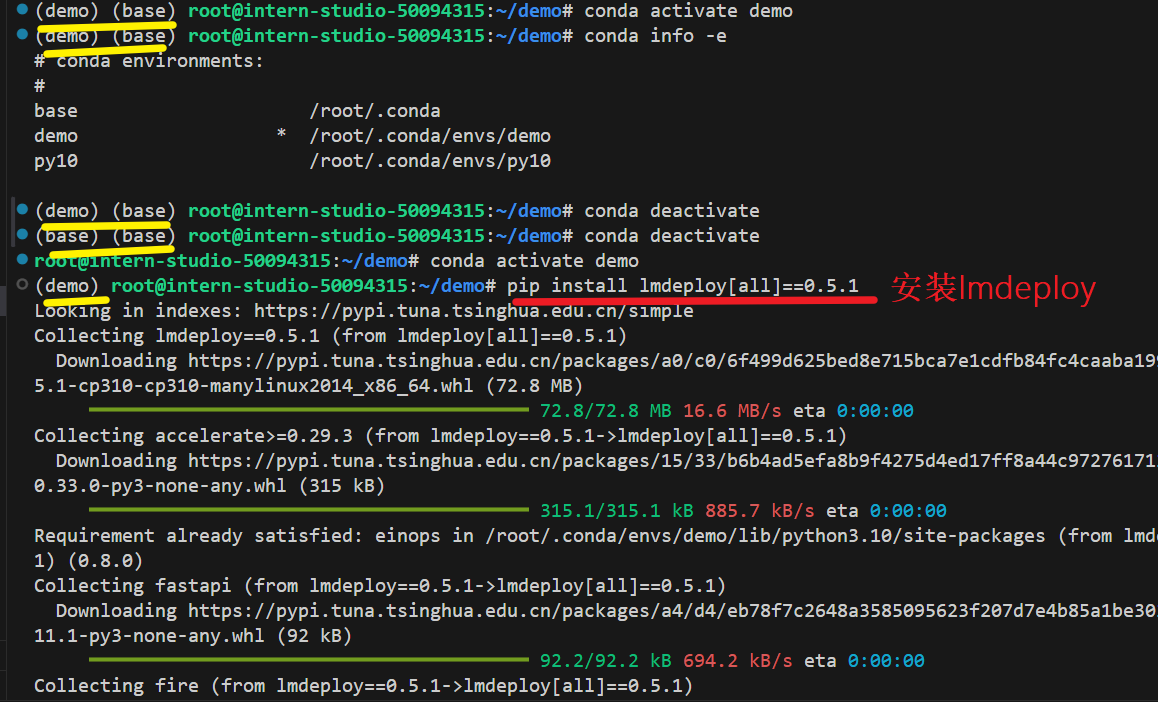 (demo) (base) root@intern-studio-50094315:~/demo# conda activate demo
(demo) (base) root@intern-studio-50094315:~/demo# conda info -e
# conda environments:
#
base                     /root/.conda
demo                  *  /root/.conda/envs/demo
py10                     /root/.conda/envs/py10
(demo) (base) root@intern-studio-50094315:~/demo# conda deactivate
(base) (base) root@intern-studio-50094315:~/demo# conda deactivate
root@intern-studio-50094315:~/demo# conda activate demo
(demo) root@intern-studio-50094315:~/demo# pip install lmdeploy[all]==0.5.1 安装lmdeploy
Looking in indexes: https://pypi.tuna.tsinghua.edu.cn/simple
Collecting lmdeploy==0.5.1 (from lmdeploy[all]==0.5.1)
  Downloading https://pypi.tuna.tsinghua.edu.cn/packages/a0/c0/6f499d625bed8e715bca7e1cdfb84fc4caaba199
5.1-cp310-cp310-manylinux2014_x86_64.whl (72.8 MB)
72.8/72.8 MB 16.6 MB/s eta 0:00:00
Collecting accelerate>=0.29.3 (from lmdeploy==0.5.1->lmdeploy[all]==0.5.1)
  Downloading https://pypi.tuna.tsinghua.edu.cn/packages/15/33/b6b4ad5efa8b9f4275d4ed17ff8a44c97276171
0.33.0-py3-none-any.whl (315 kB)
315.1/315.1 kB 885.7 kB/s eta 0:00:00
Requirement already satisfied: einops in /root/.conda/envs/demo/lib/python3.10/site-packages (from lmd
1) (0.8.0)
Collecting fastapi (from lmdeploy==0.5.1->lmdeploy[all]==0.5.1)
  Downloading https://pypi.tuna.tsinghua.edu.cn/packages/a4/d4/eb78f7c2648a3585095623f207d7e4b85a1be30
11.1-py3-none-any.whl (92 kB)
92.2/92.2 kB 694.2 kB/s eta 0:00:00
Collecting fire (from lmdeploy==0.5.1->lmdeploy[all]==0.5.1)